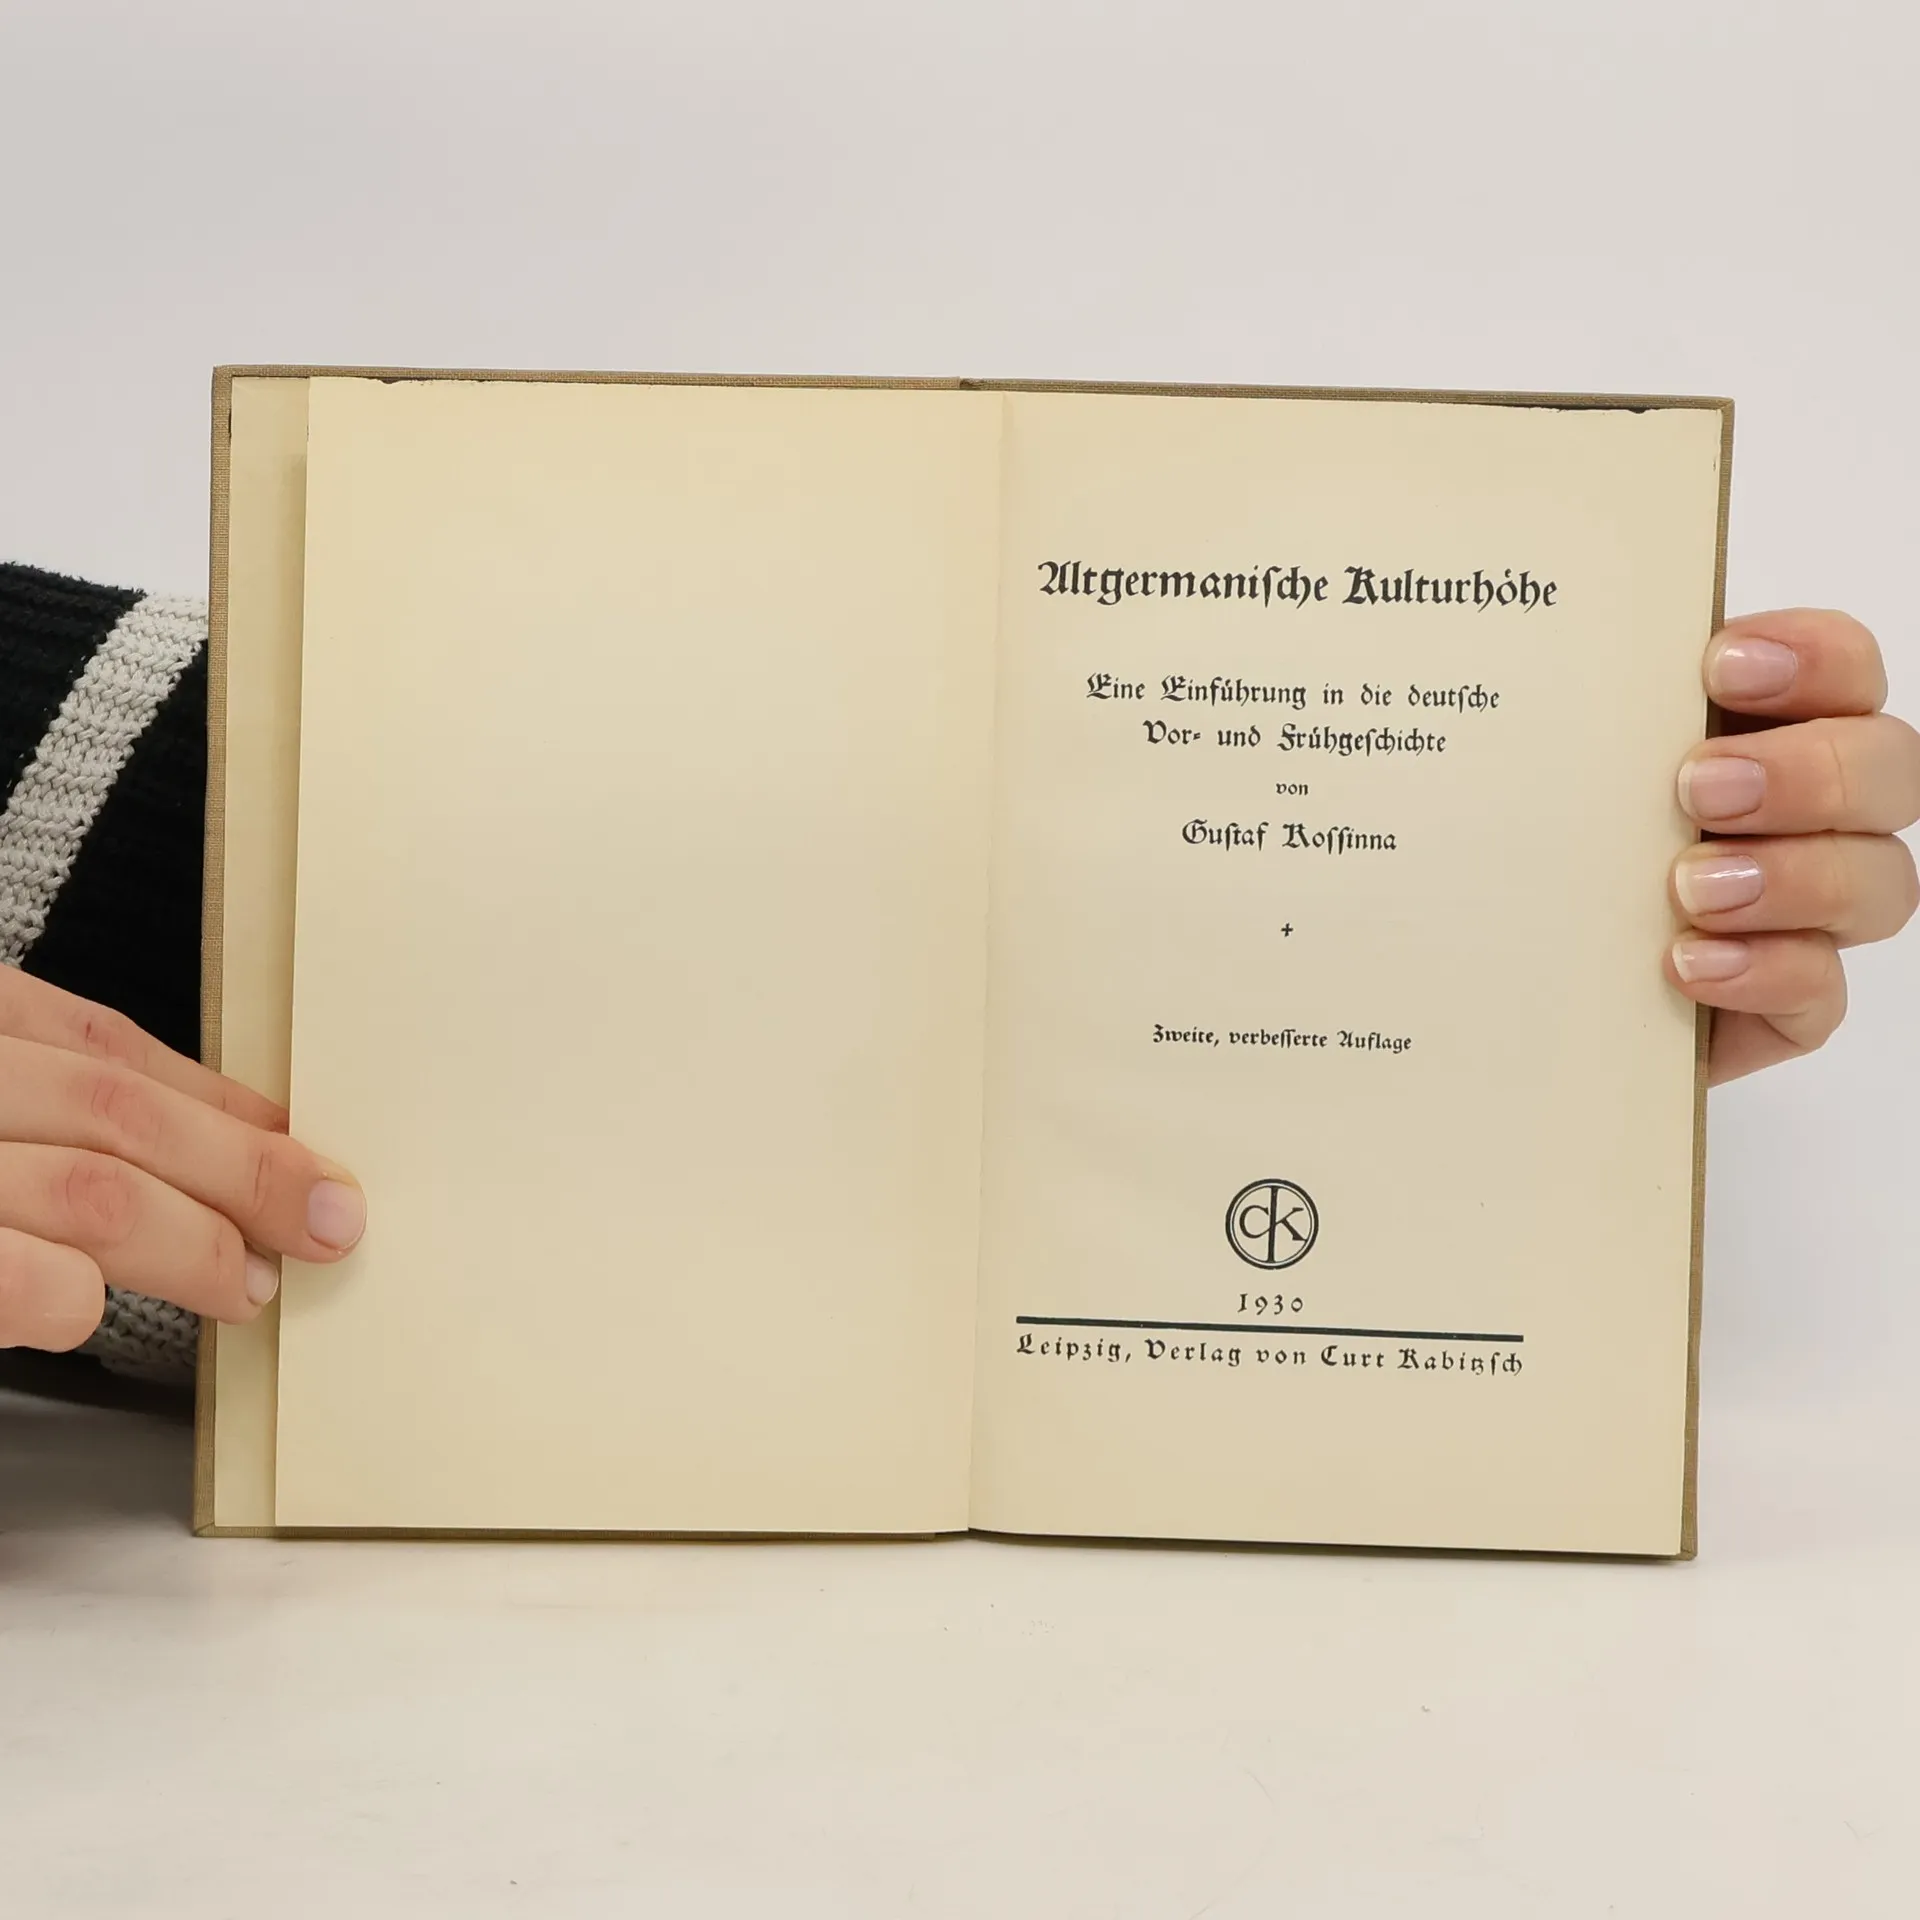 Altgermaniſche Kulturhöhe
Eine Einführung in die deutſche
Vor- und Frühgeſchichte
von
Guſtaf Koſſinna
+
Zweite, verbeſſerte Auflage
CK
1930
Leipzig, Verlag von Curt Kabitzſch